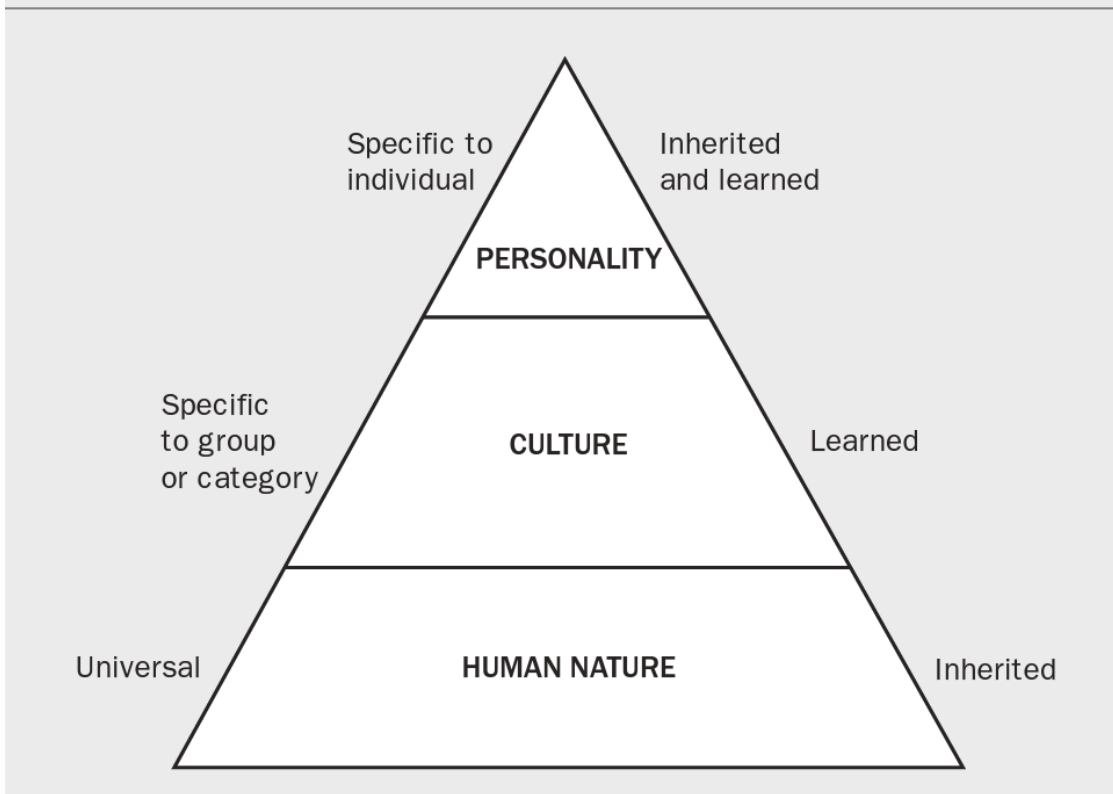 Specific to
individual
Inherited
and learned
PERSONALITY
Specific
to group
or category
CULTURE
Learned
Universal
HUMAN NATURE
Inherited